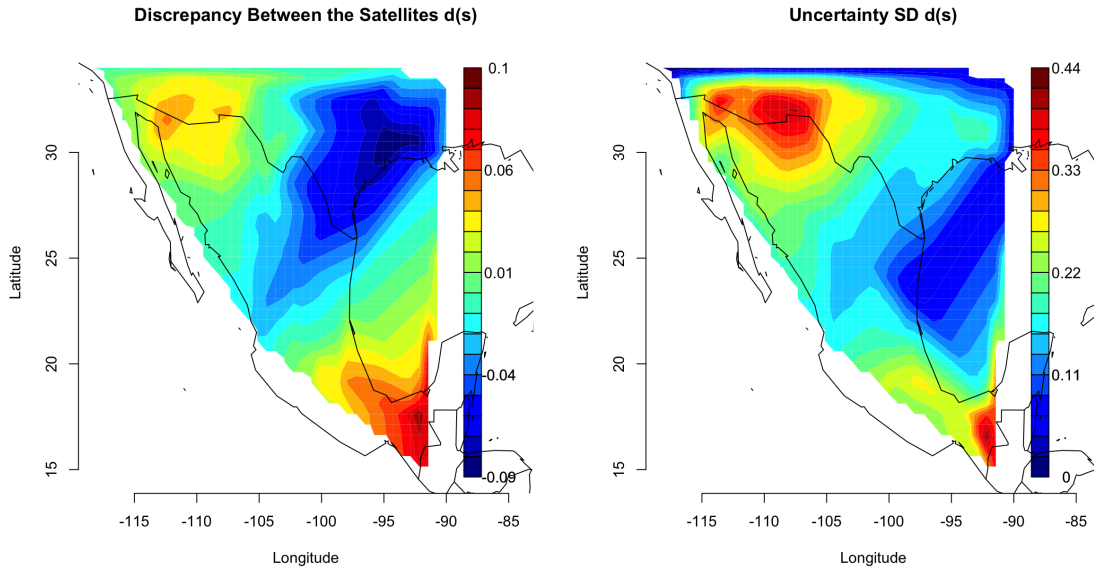 Discrepancy Between the Satellites d(s)
0.1
0.06
0.01
-0.04
-0.09
30
25
20
15
Latitude
-115 -110 -105 -100 -95 -90 -85
Longitude
Uncertainty SD d(s)
0.44
0.33
0.22
0.11
0
30
25
20
15
Latitude
-115 -110 -105 -100 -95 -90 -85
Longitude